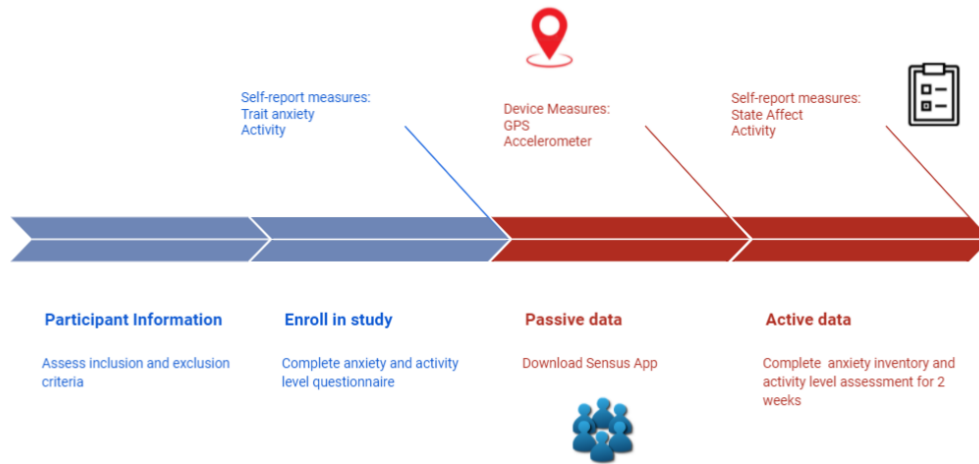 Self-report measures:
Trait anxiety
Activity
Device Measures:
GPS
Accelerometer
Self-report measures:
State Affect
Activity
Participant Information
Assess inclusion and exclusion
criteria
Enroll in study
Complete anxiety and activity
level questionnaire
Passive data
Download Sensus App
Active data
Complete anxiety inventory and
activity level assessment for 2
weeks